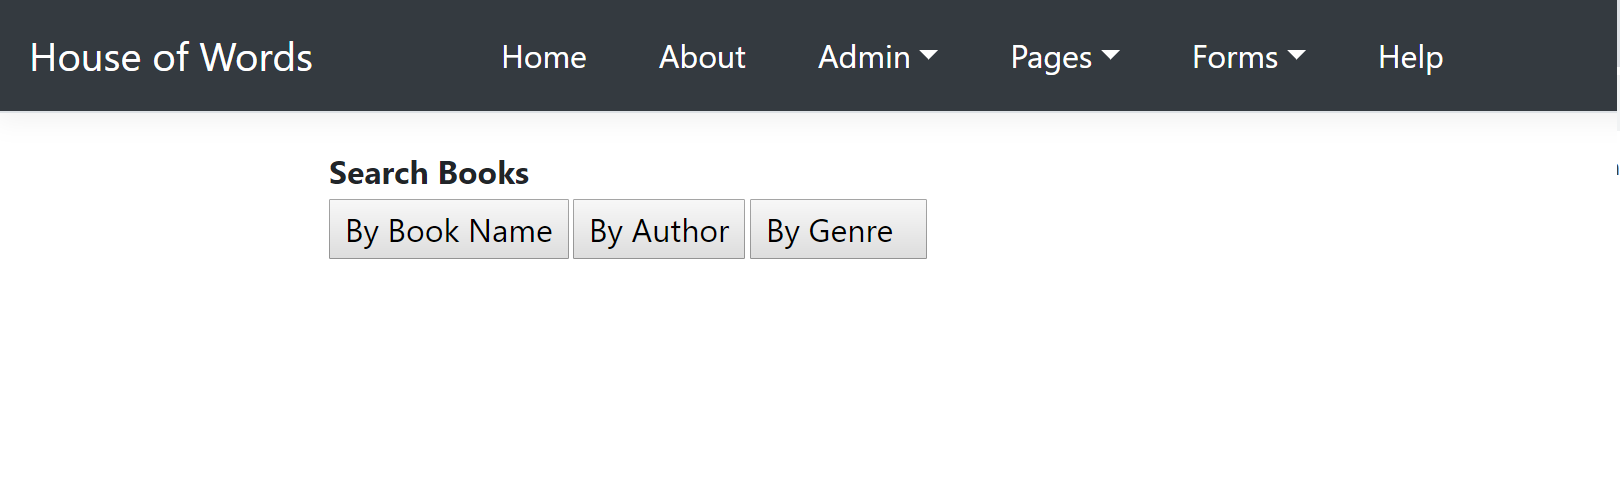 House of Words Home About Admin Pages Forms Help
Search Books
By Book Name By Author By Genre